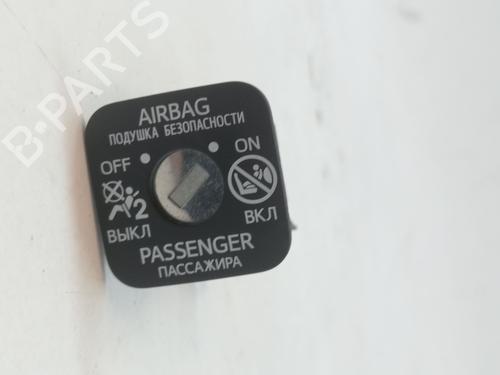 B-PARTS
AIRBAG
ПОДУШКА БЕЗОПАСНОСТИ
OFF ON
2
ВЫКЛ ВКЛ
PASSENGER
ПАССАЖИРА